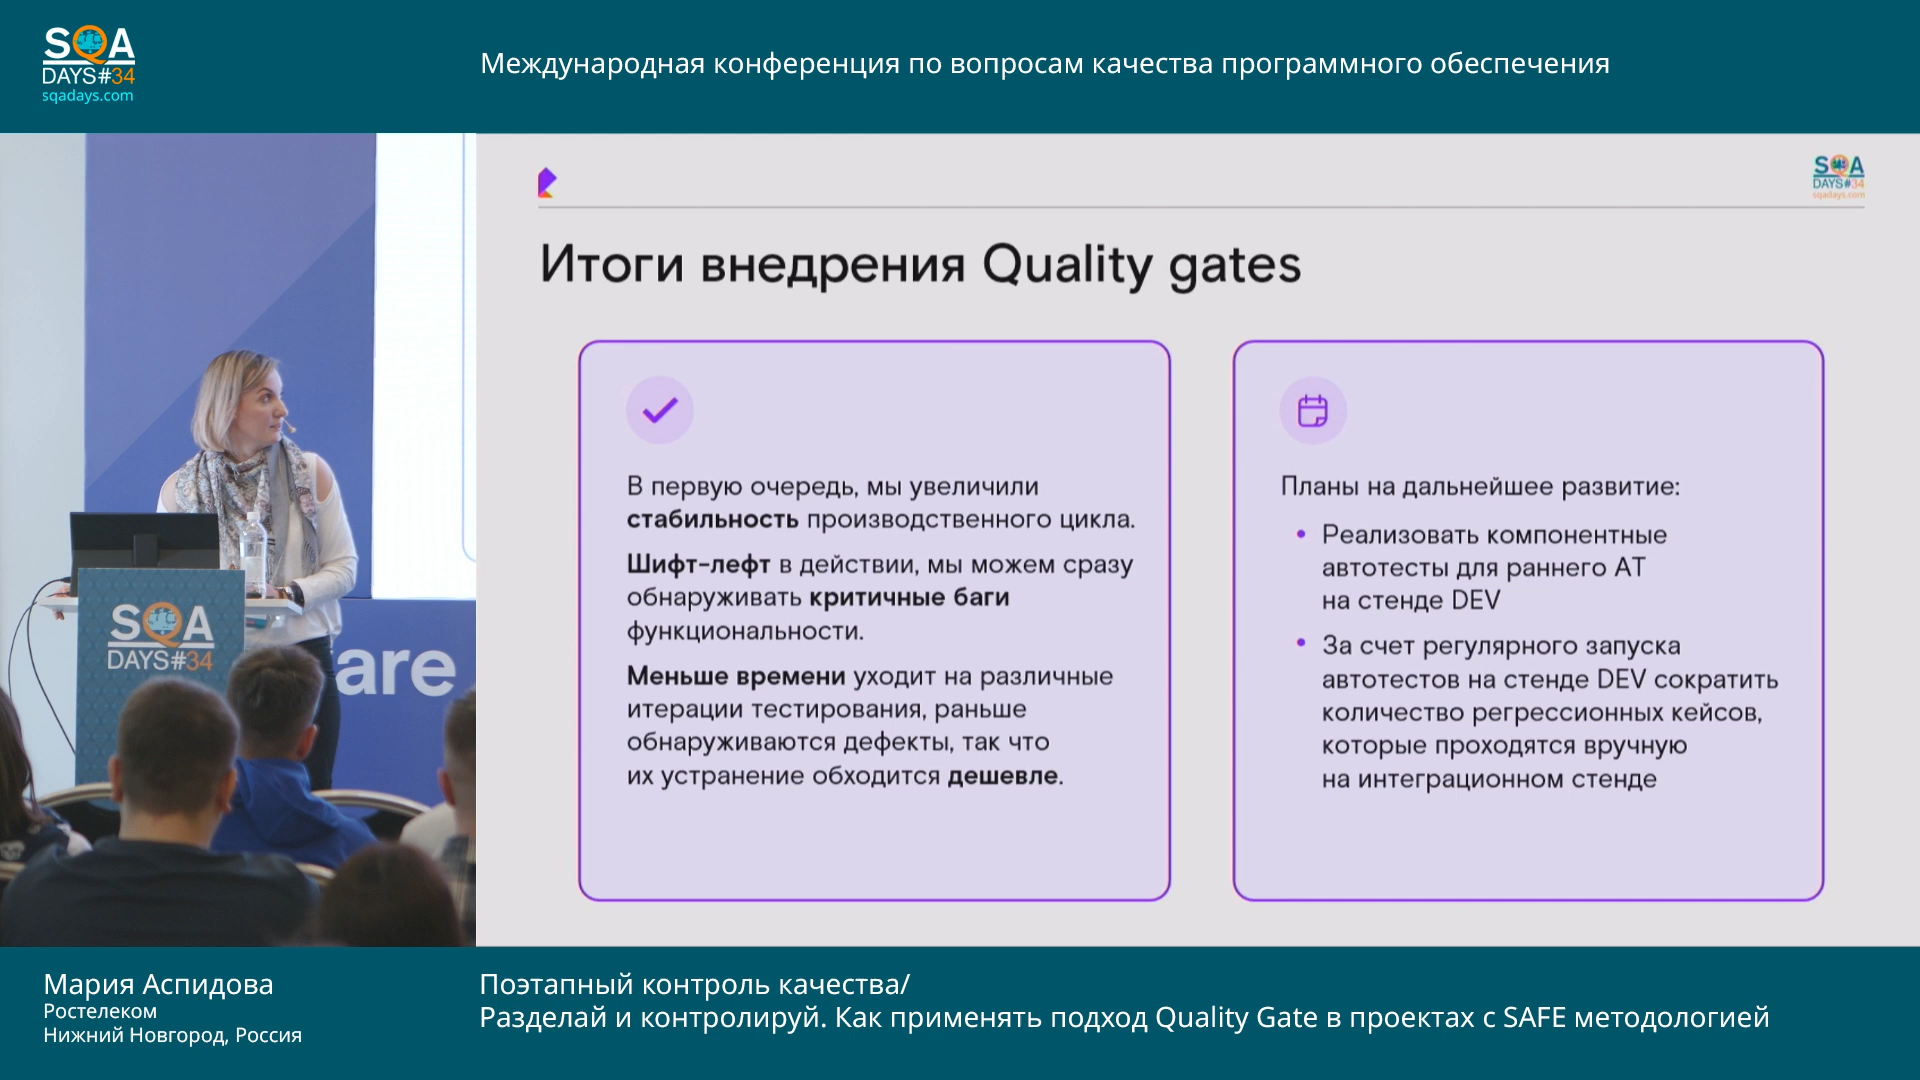 SQA
DAYS#34
sqadays.com
Международная конференция по вопросам качества программного обеспечения
SQA
DAYS#34
sqadays.com
Итоги внедрения Quality gates
В первую очередь, мы увеличили
стабильность производственного цикла.
Шифт-лефт в действии, мы можем сразу
обнаруживать критичные баги
функциональности.
Меньше времени уходит на различные
итерации тестирования, раньше
обнаруживаются дефекты, так что
их устранение обходится дешевле.
Планы на дальнейшее развитие:
• Реализовать компонентные
автотесты для раннего АТ
на стенде DEV
• За счет регулярного запуска
автотестов на стенде DEV сократить
количество регрессионных кейсов,
которые проходятся вручную
на интеграционном стенде
SQA
DAYS#34
are
Мария Аспидова
Ростелеком
Нижний Новгород, Россия
Поэтапный контроль качества/
Разделай и контролируй. Как применять подход Quality Gate в проектах с SAFE методологией